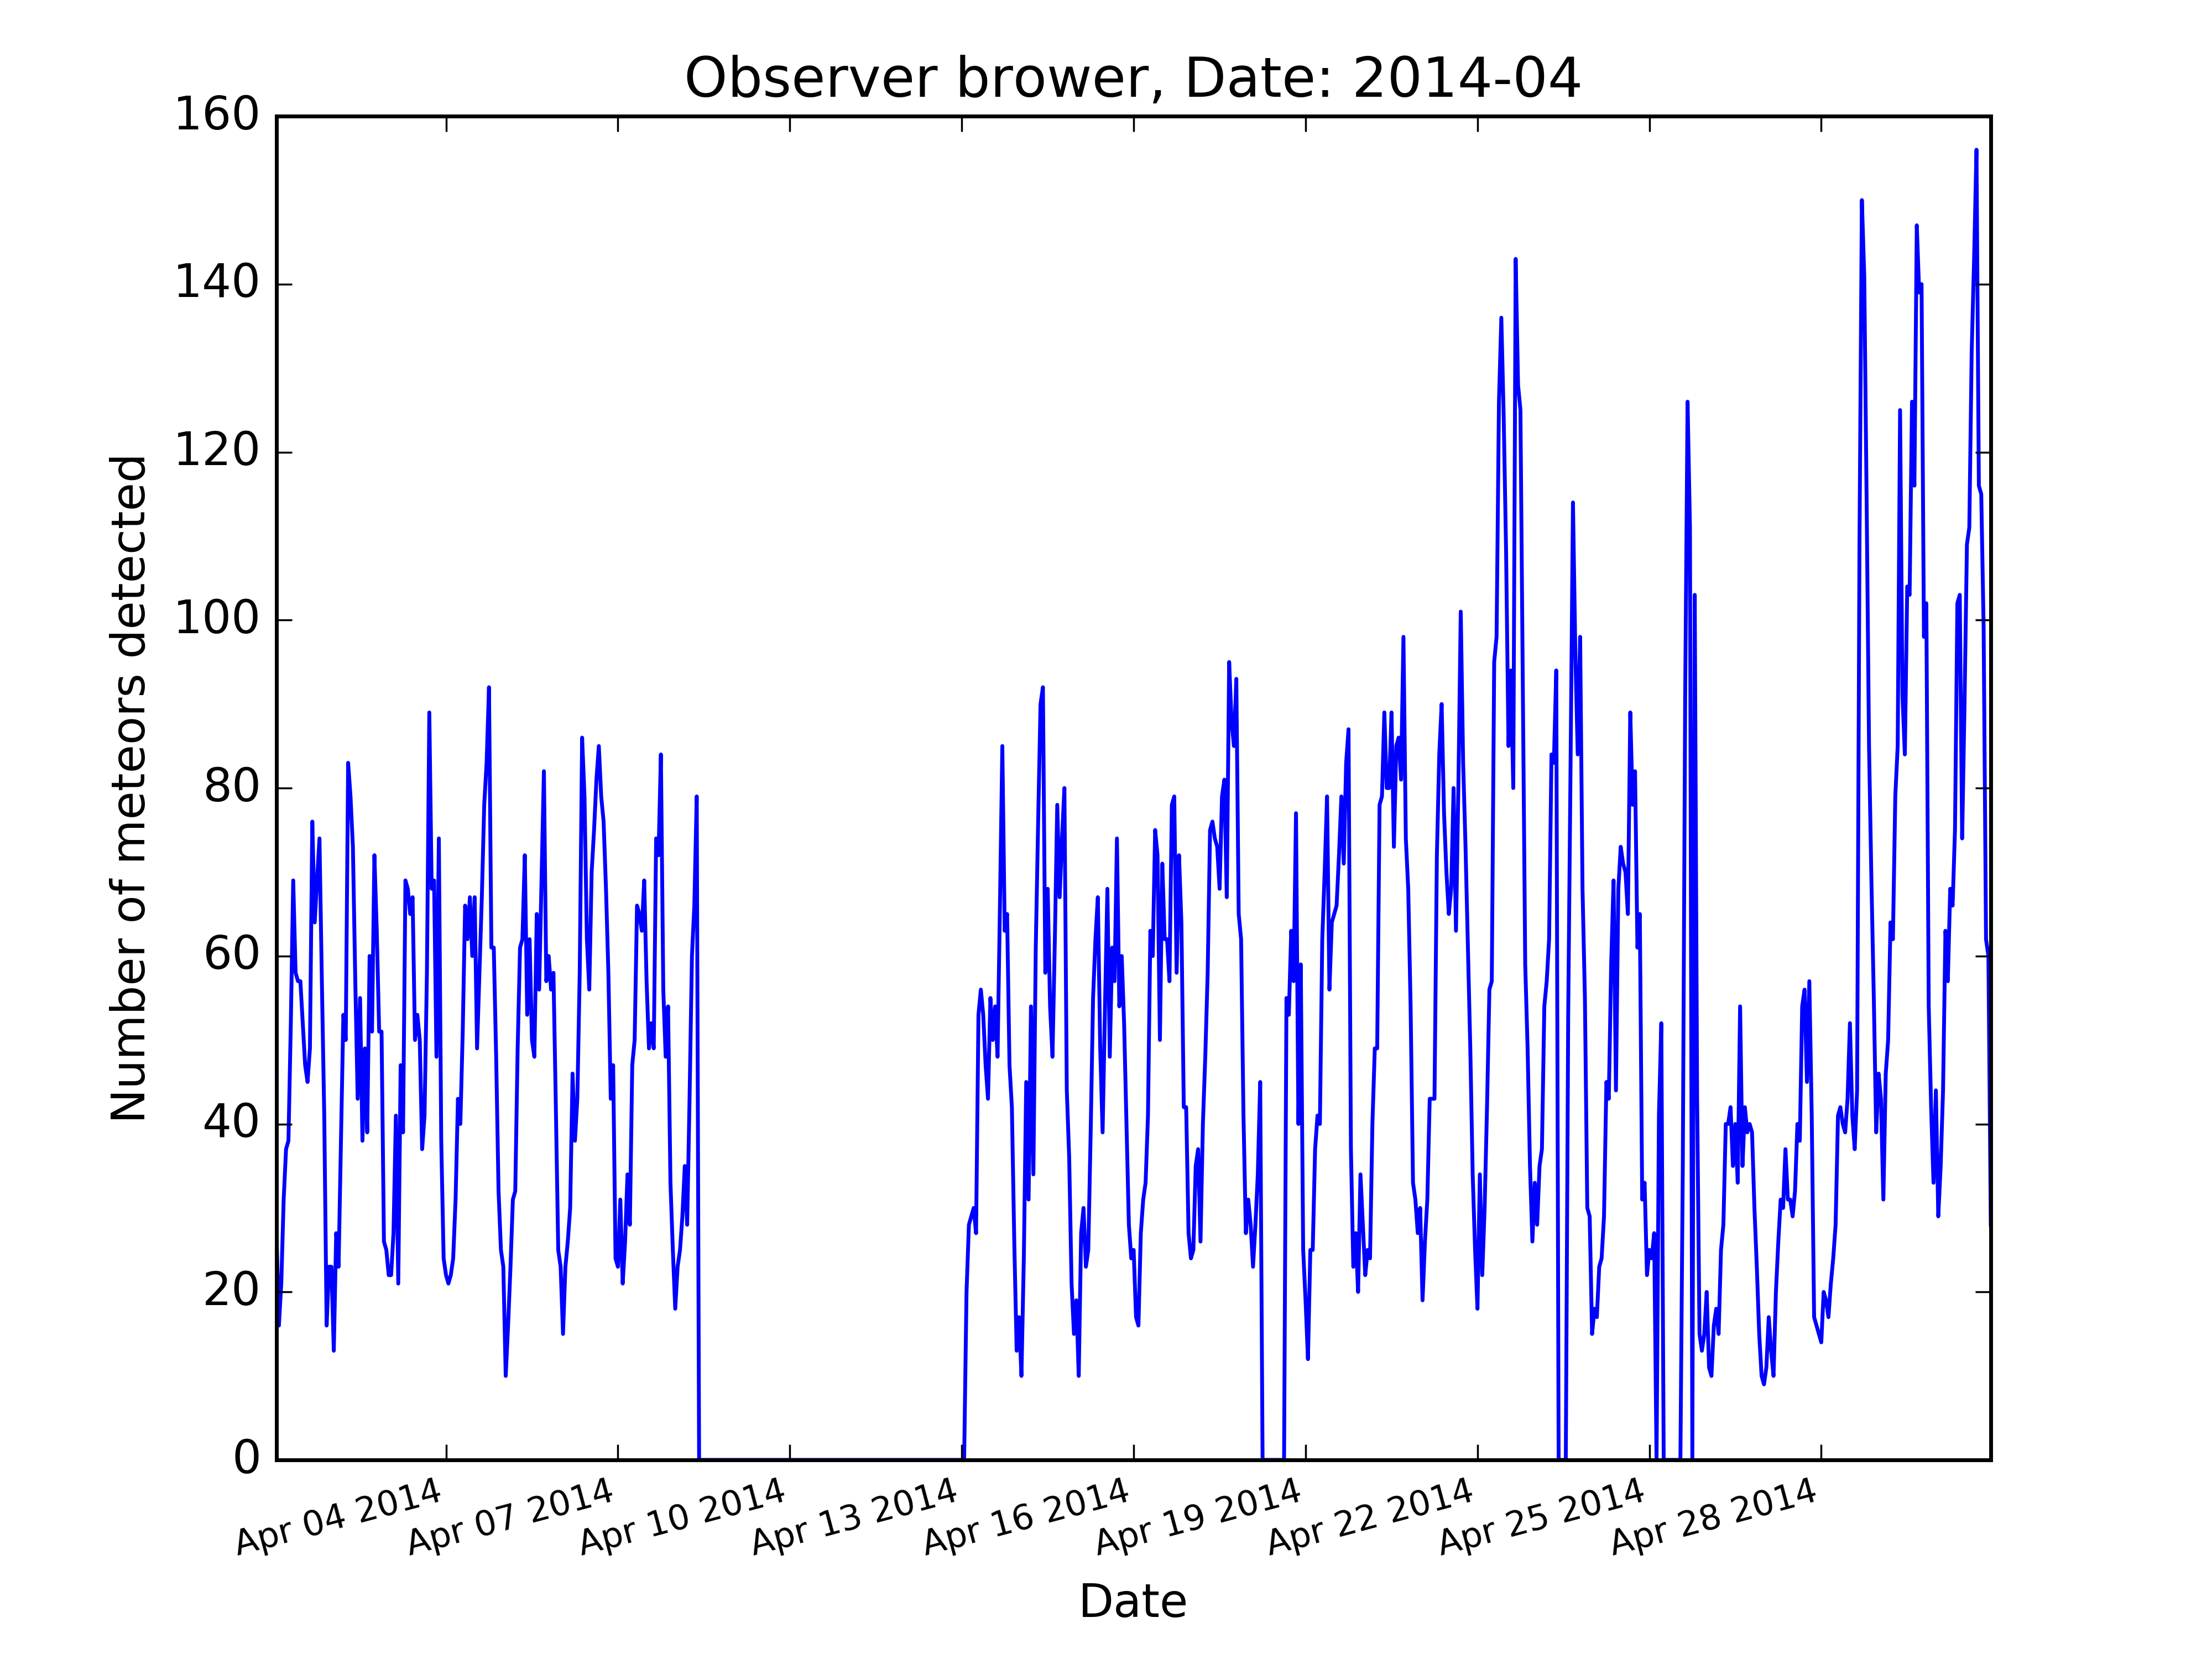 Observer brower, Date: 2014-04
160
140
120
100
80
60
40
20
0
Number of meteors detected
Apr 04 2014
Apr 07 2014
Apr 10 2014
Apr 13 2014
Apr 16 2014
Apr 19 2014
Apr 22 2014
Apr 25 2014
Apr 28 2014
Date